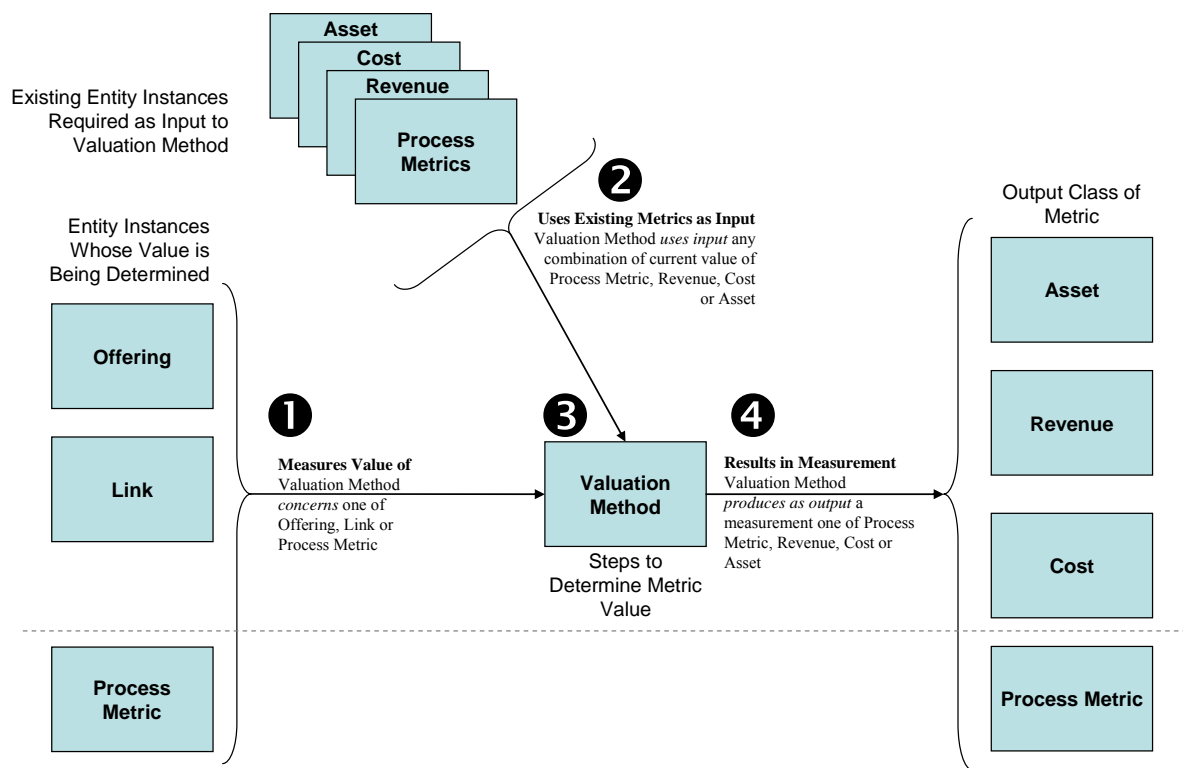 Asset
Cost
Revenue
Process
Metrics
Existing Entity Instances
Required as Input to
Valuation Method
2
Uses Existing Metrics as Input
Valuation Method uses input any
combination of current value of
Process Metric, Revenue, Cost
or Asset
Output Class of
Metric
Entity Instances
Whose Value is
Being Determined
Offering
Link
Process
Metric
1
Measures Value of
Valuation Method
concerns one of
Offering, Link or
Process Metric
3
Valuation
Method
Steps to
Determine Metric
Value
4
Results in Measurement
Valuation Method
produces as output a
measurement one of Process
Metric, Revenue, Cost or
Asset
Asset
Revenue
Cost
Process Metric